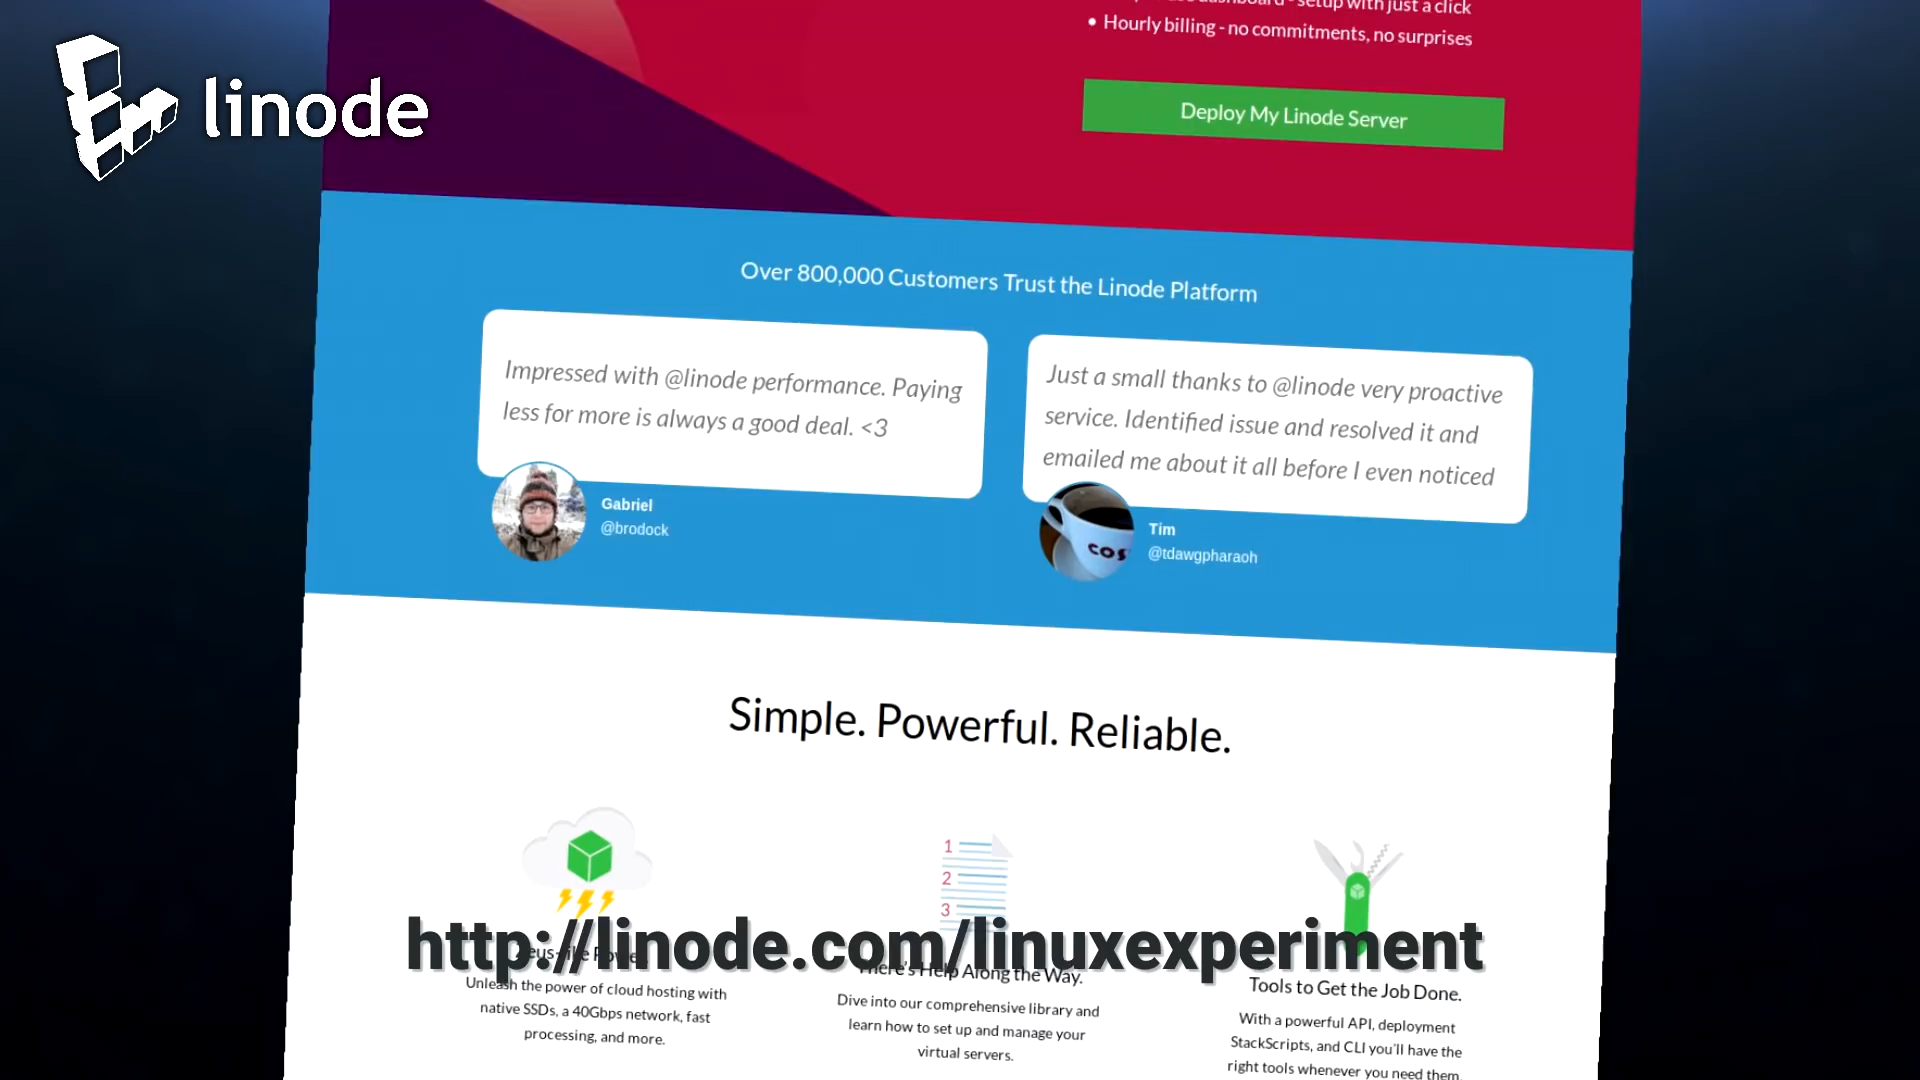 setup with just a click
• Hourly billing - no commitments, no surprises
linode
Deploy My Linode Server
Over 800,000 Customers Trust the Linode Platform
Impressed with @linode performance. Paying
less for more is always a good deal. <3
Gabriel
@brodock
Just a small thanks to @linode very proactive
service. Identified issue and resolved it and
emailed me about it all before I even noticed
Tim
@tdawgpharaoh
Simple. Powerful. Reliable.
1
2
3
http://linode.com/linuxexperiment
Unleash the power of cloud hosting with
native SSDs, a 40Gbps network, fast
processing, and more.
There's Help Along the Way.
Dive into our comprehensive library and
learn how to set up and manage your
virtual servers.
Tools to Get the Job Done.
With a powerful API, deployment
StackScripts, and CLI you'll have the
right tools whenever you need them.